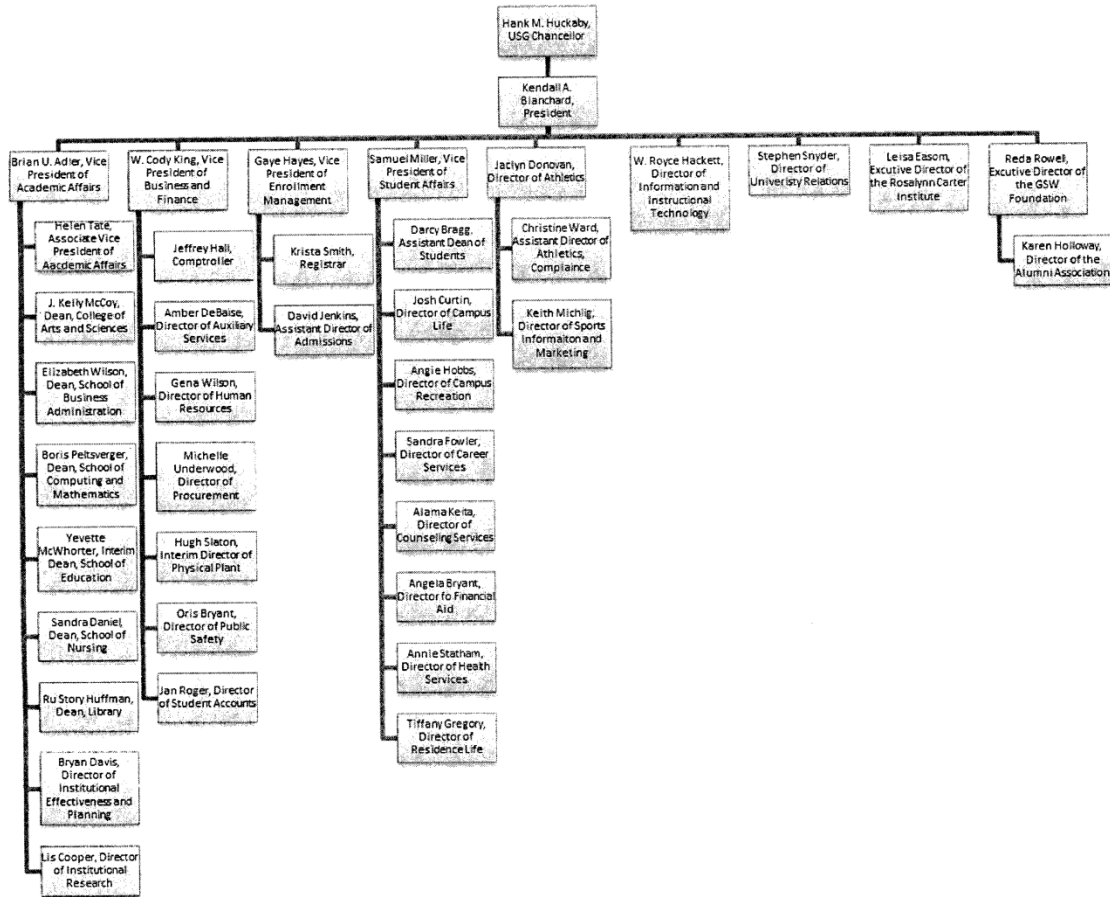 Hank M. Huckaby,
USG Chancellor
Kendall A.
Blanchard,
President
Brian U. Adler, Vice
President of
Academic Affairs
Helen Tate,
Associate Vice
President of
Aacdemic Affairs
J. Kelly McCoy,
Dean, College of
Arts and Sciences
Elizabeth Wilson,
Dean, School of
Business
Administration
Boris Peltsverger,
Dean, School of
Computing and
Mathematics
Yevette
McWhorter, Interim
Dean, School of
Education
Sandra Daniel,
Dean, School of
Nursing
Ru Story Huffman,
Dean, Library
Bryan Davis,
Director of
Institutional
Effectiveness and
Planning
Lis Cooper, Director
of Institutional
Research
W. Cody King, Vice
President of
Business and
Finance
Jeffrey Hall,
Comptroller
Amber DeBaise,
Director of Auxiliary
Services
Gena Wilson,
Director of Human
Resources
Michelle
Underwood,
Director of
Procurement
Hugh Slaton,
Interim Director of
Physical Plant
Oris Bryant,
Director of Public
Safety
Jan Roger, Director
of Student Accounts
Gaye Hayes, Vice
President of
Enrollment
Management
Krista Smith,
Registrar
David Jenkins,
Assistant Director of
Admissions
Samuel Miller, Vice
President of
Student Affairs
Darcy Bragg,
Assistant Dean of
Students
Josh Curtin,
Director of Campus
Life
Angie Hobbs,
Director of Campus
Recreation
Sandra Fowler,
Director of Career
Services
Alama Keita,
Director of
Counseling Services
Angela Bryant,
Director fo Financial
Aid
Annie Statham,
Director of Heath
Services
Tiffany Gregory,
Director of
Residence Life
Jaclyn Donovan,
Director of Athletics
Christine Ward,
Assistant Director of
Athletics,
Complaince
Keith Michlig,
Director of Sports
Informaiton and
Marketing
W. Royce Hackett,
Director of
Information and
Instructional
Technology
Stephen Snyder,
Director of
Univeristy Relations
Leisa Easom,
Excutive Director of
the Rosalynn Carter
Institute
Reda Rowell,
Excutive Director of
the GSW
Foundation
Karen Holloway,
Director of the
Alumni Association